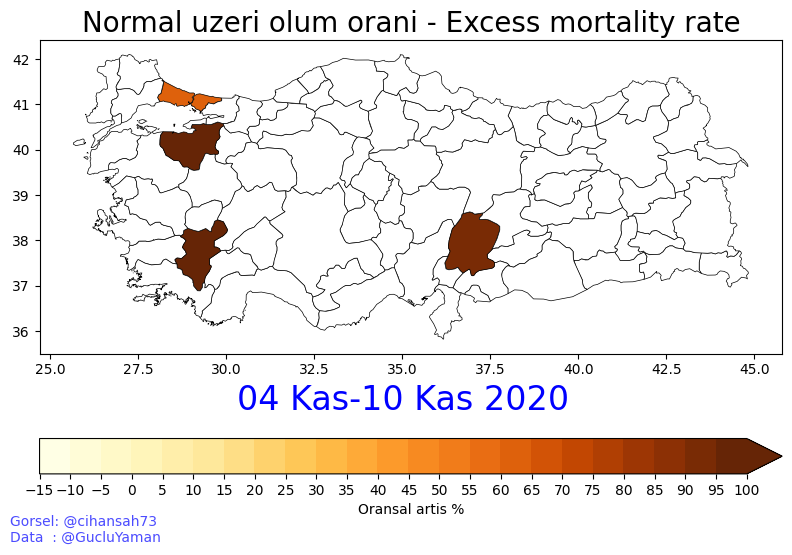 Normal uzeri olum orani - Excess mortality rate
42
41
40
39
38
37
36
25.0 27.5 30.0 32.5 35.0 37.5 40.0 42.5 45.0
04 Kas-10 Kas 2020
−15 −10 −5 0 5 10 15 20 25 30 35 40 45 50 55 60 65 70 75 80 85 90 95 100
Oransal artis %
Gorsel: @cihansah73
Data : @GucluYaman